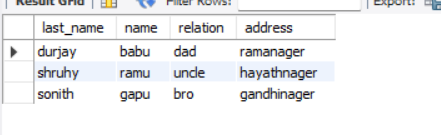 Result Grid Filter Rows: Export:
last_name name relation address
durjay babu dad ramanager
shruhy ramu uncle hayathnager
sonith gapu bro gandhinager